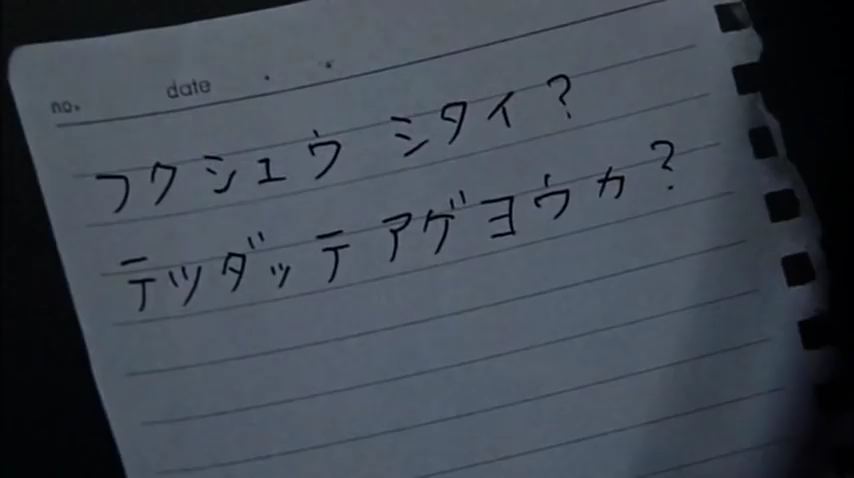 no. date . .
フクシュウ ミタイ?
テツダッテ アゲヨウカ?